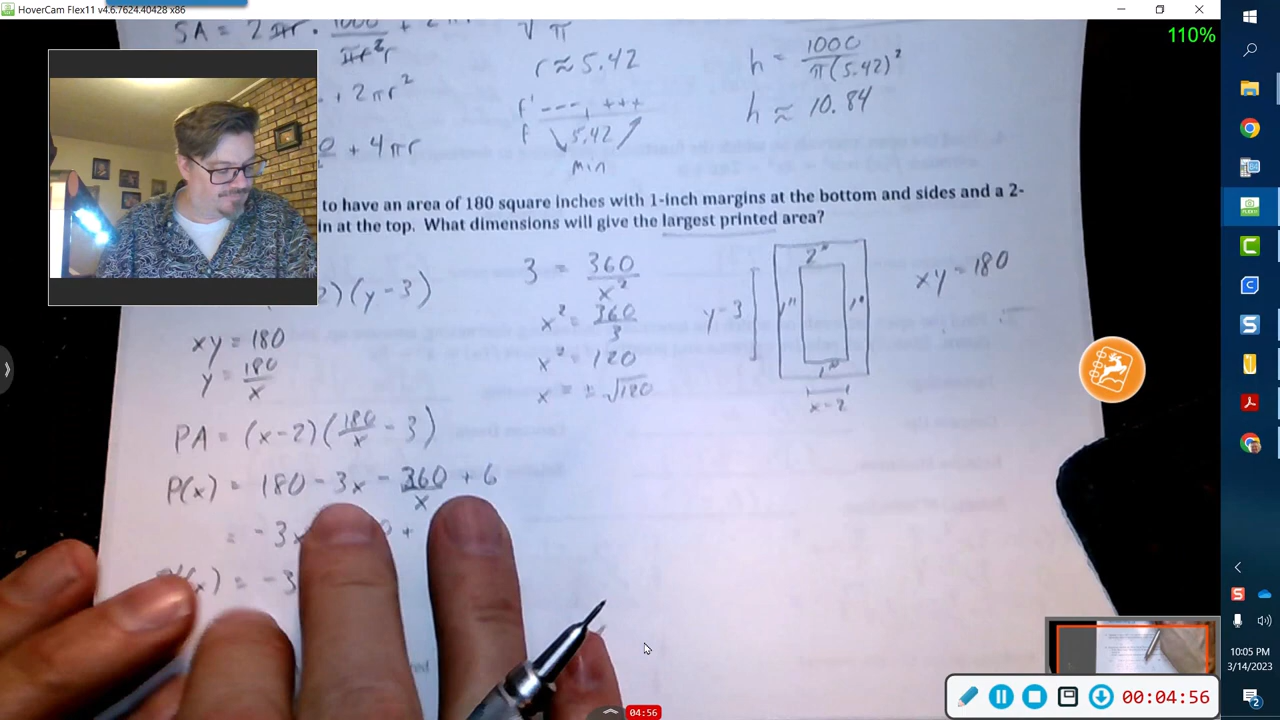 HoverCam Flex11 v4.6.7624.40428 x86
110%
SA = 2πr · 1000/πr² + 2
√ π
r ≈ 5.42
h = 1000/π(5.42)²
+ 2πr²
f' - - - , + + +
f 5.42
min
h ≈ 10.84
+ 4πr
to have an area of 180 square inches with 1-inch margins at the bottom and sides and a 2-
in at the top. What dimensions will give the largest printed area?
2)(y-3)
xy = 180
y = 180/x
PA = (x-2)(180/x - 3)
P(x) = 180 - 3x - 360/x + 6
= -3x +
(x) = -3
3 = 360/x²
x² = 360/3
x² = 120
x = ± √120
2"
y-3
1"
1"
1"
x-2
xy = 180
10:05 PM
3/14/2023
2
00:04:56
04:56